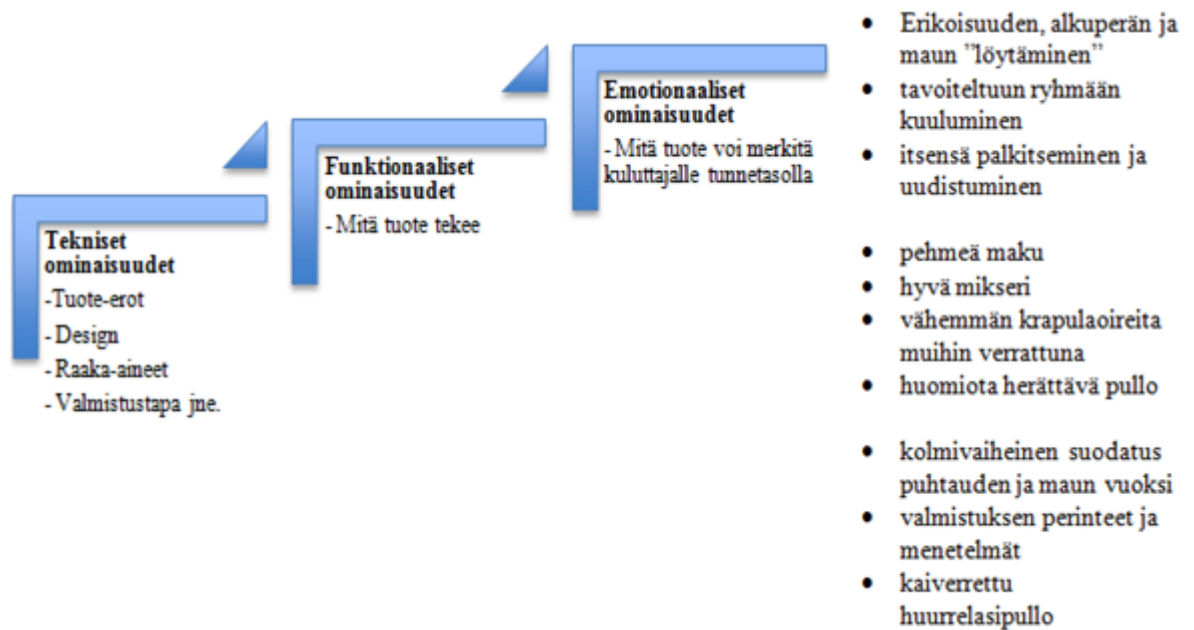 Tekniset
ominaisuudet
-Tuote-erot
- Design
- Raaka-aineet
- Valmistustapa jne.
Funktionaaliset
ominaisuudet
- Mitä tuote tekee
Emotionaaliset
ominaisuudet
- Mitä tuote voi merkitä
kuluttajalle tunnetasolla
• Erikoisuuden, alkuperän ja
maun ”löytäminen”
• tavoiteltuun ryhmään
kuuluminen
• itsensä palkitseminen ja
uudistuminen
• pehmeä maku
• hyvä mikseri
• vähemmän krapulaoireita
muihin verrattuna
• huomiota herättävä pullo
• kolmivaiheinen suodatus
puhtauden ja maun vuoksi
• valmistuksen perinteet ja
menetelmät
• kaiverrettu
huurrelasipullo